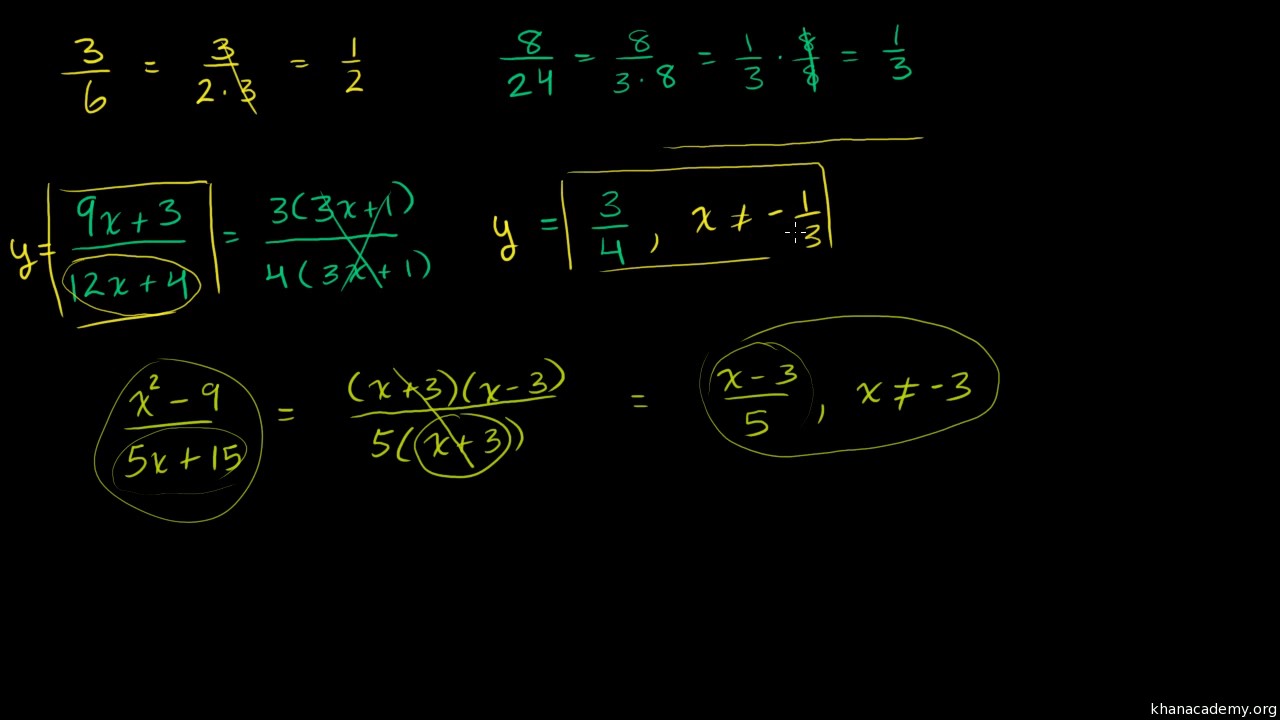 3/6 = 3/(2·3) = 1/2
8/24 = 8/(3·8) = 1/3 · 8/8 = 1/3
y = (9x+3)/(12x+4) = 3(3x+1)/4(3x+1)
y = 3/4, x ≠ -1/3
(x² - 9)/(5x + 15) = (x+3)(x-3)/5(x+3)) = (x-3)/5, x ≠ -3
khanacademy.org